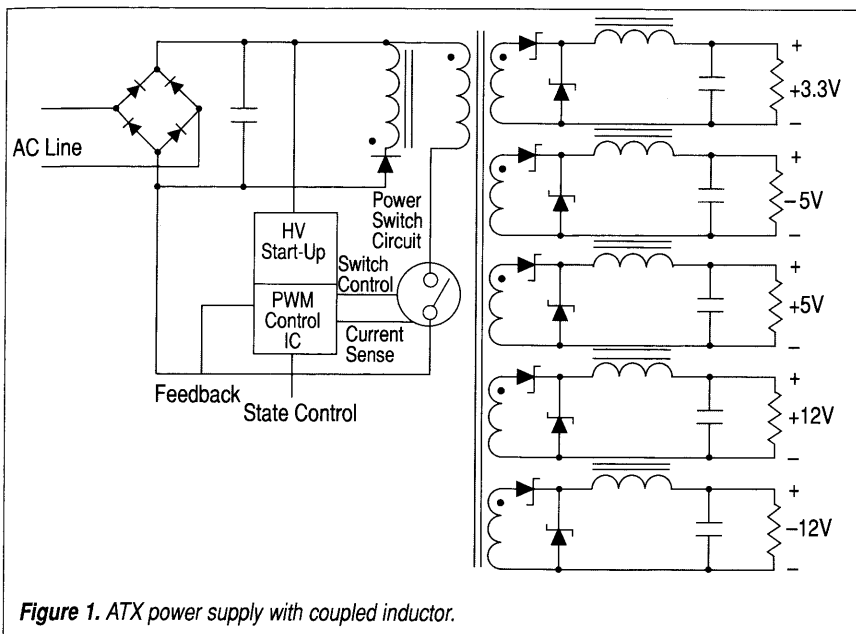 AC Line
HV
Start-Up
PWM
Control
IC
Power
Switch
Circuit
Switch
Control
Current
Sense
Feedback
State Control
+
+3.3V
–
+
–5V
–
+
+5V
–
+
+12V
–
+
–12V
–
Figure 1. ATX power supply with coupled inductor.